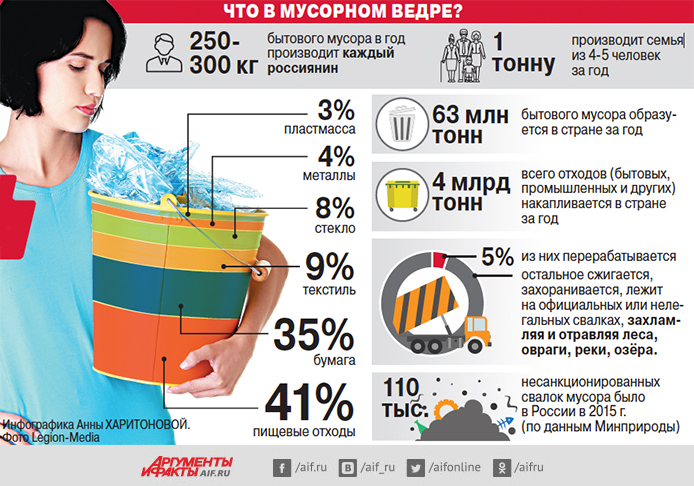 ЧТО В МУСОРНОМ ВЕДРЕ?
250-
300 кг
бытового мусора в год
производит каждый
россиянин
1
тонну
производит семья
из 4-5 человек
за год
3%
пластмасса
4%
металлы
8%
стекло
9%
текстиль
35%
бумага
41%
пищевые отходы
63 млн
тонн
бытового мусора образу-
ется в стране за год
4 млрд
тонн
всего отходов (бытовых,
промышленных и других)
накапливается в стране
за год
5%
из них перерабатывается
остальное сжигается,
захоранивается, лежит
на официальных или неле-
гальных свалках, захлам-
ляя и отравляя леса,
овраги, реки, озёра.
110
тыс.
несанкционированных
свалок мусора было
в России в 2015 г.
(по данным Минприроды)
Инфографика Анны ХАРИТОНОВОЙ.
Фото Legion-Media
АРГУМЕНТЫ
И ФАКТЫ
AIF.RU
/aif.ru
/aif_ru
/aifonline
/aifru